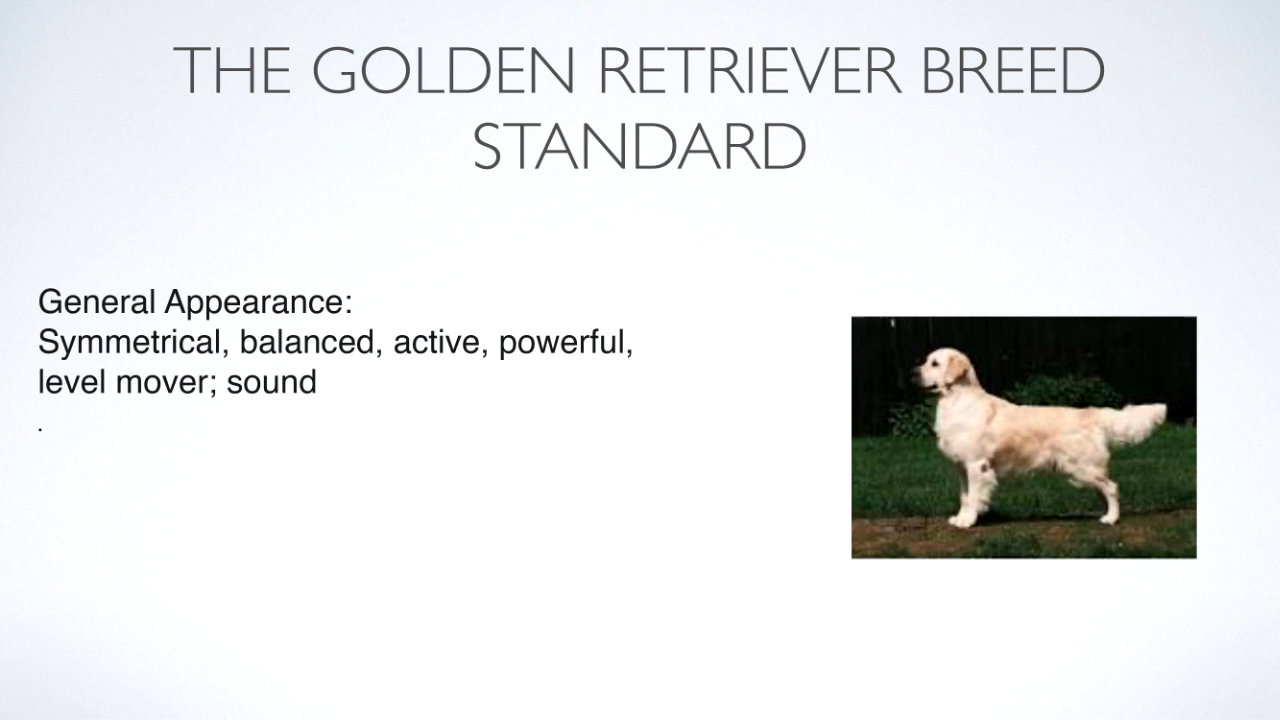 THE GOLDEN RETRIEVER BREED
STANDARD
General Appearance:
Symmetrical, balanced, active, powerful,
level mover; sound
.